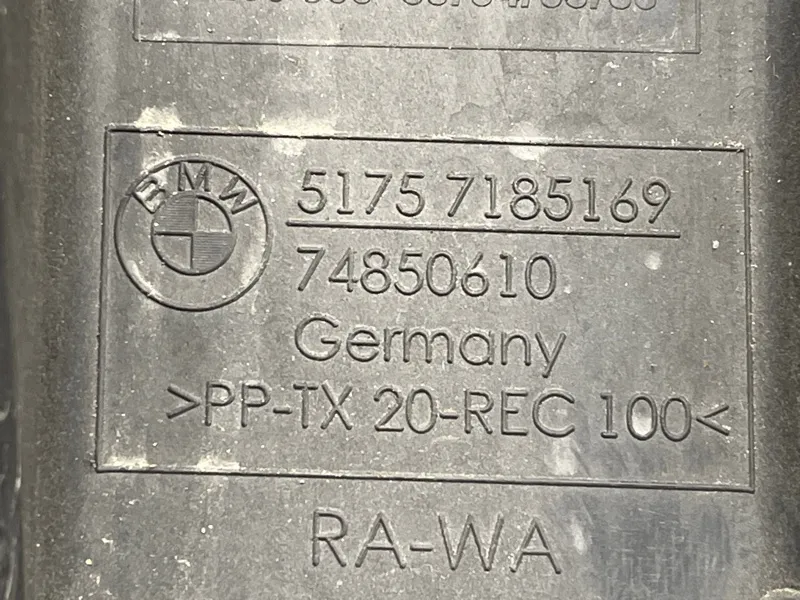 BMW
5175 7185169
74850610
Germany
>PP-TX 20-REC 100<
RA-WA